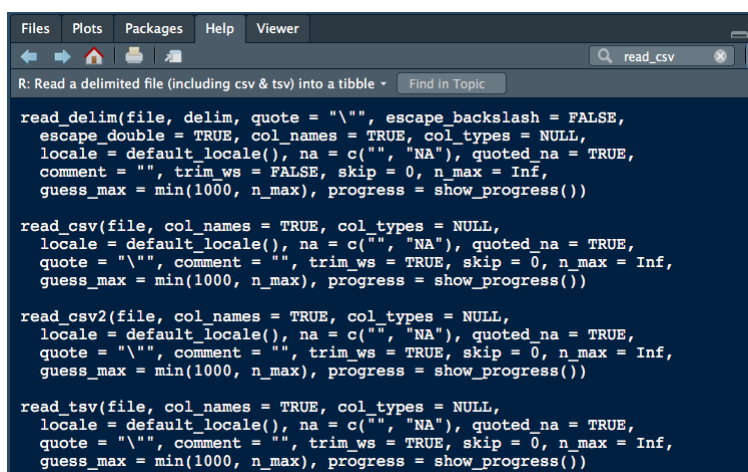 Files Plots Packages Help Viewer
read_csv
R: Read a delimited file (including csv & tsv) into a tibble Find in Topic
read_delim(file, delim, quote = "\"", escape_backslash = FALSE,
escape_double = TRUE, col_names = TRUE, col_types = NULL,
locale = default_locale(), na = c("", "NA"), quoted_na = TRUE,
comment = "", trim_ws = FALSE, skip = 0, n_max = Inf,
guess_max = min(1000, n_max), progress = show_progress())
read_csv(file, col_names = TRUE, col_types = NULL,
locale = default_locale(), na = c("", "NA"), quoted_na = TRUE,
quote = "\"", comment = "", trim_ws = TRUE, skip = 0, n_max = Inf,
guess_max = min(1000, n_max), progress = show_progress())
read_csv2(file, col_names = TRUE, col_types = NULL,
locale = default_locale(), na = c("", "NA"), quoted_na = TRUE,
quote = "\"", comment = "", trim_ws = TRUE, skip = 0, n_max = Inf,
guess_max = min(1000, n_max), progress = show_progress())
read_tsv(file, col_names = TRUE, col_types = NULL,
locale = default_locale(), na = c("", "NA"), quoted_na = TRUE,
quote = "\"", comment = "", trim_ws = TRUE, skip = 0, n_max = Inf,
guess_max = min(1000, n_max), progress = show_progress())